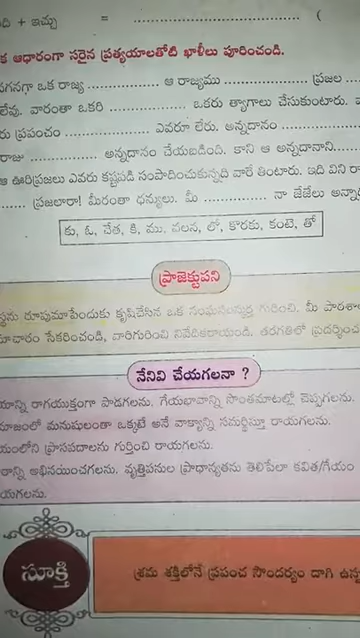 ది + ఇచ్చు = ........................................ (
ఆధారంగా సరైన ప్రత్యయాలతోటి ఖాళీలు పూరించండి.
ఒక రాజ్య .................. ఆ రాజ్యము .................. ప్రజల ...
లేవు. వారంతా ఒకరి .................. ఒకరు త్యాగాలు చేసుకుంటారు.
ప్రపంచం .................. ఎవరూ లేరు. అన్నదానం ..................
రాజు .................. అన్నదానం చేయబడింది. కాని ఆ అన్నదానాని......
ఆ ఊరిప్రజలు ఎవరు కష్టపడి సంపాదించుకున్నది వారే తింటారు. ఇది విని
...... ప్రజలారా! మీరంతా ధన్యులు. మీ .................. నా జేజేలు
కు, ఓ, చేత, కి, ము, వలన, లో, కొరకు, కంటె, తో
ప్రాజెక్టుపని
రూపుమాపేందుకు కృషిచేసిన ఒక సంఘసంస్కర్త గురించి. మీ
సేకరించండి, వారిగురించి నివేదికరాయండి. తరగతిలో
నేనివి చేయగలనా ?
రాగయుక్తంగా పాడగలను. గేయభావాన్ని సొంతమాటల్లో చెప్పగలను.
మనుషులంతా ఒక్కటే అనే వాక్యాన్ని సమర్థిస్తూ రాయగలను.
ప్రాసపదాలను గుర్తించి రాయగలను.
అభినయించగలను. వృత్తిపనుల ప్రాధాన్యతను తెలిపేలా కవిత/గేయం
సూక్తి
శ్రమ శక్తిలోనే ప్రపంచ సౌందర్యం దాగి